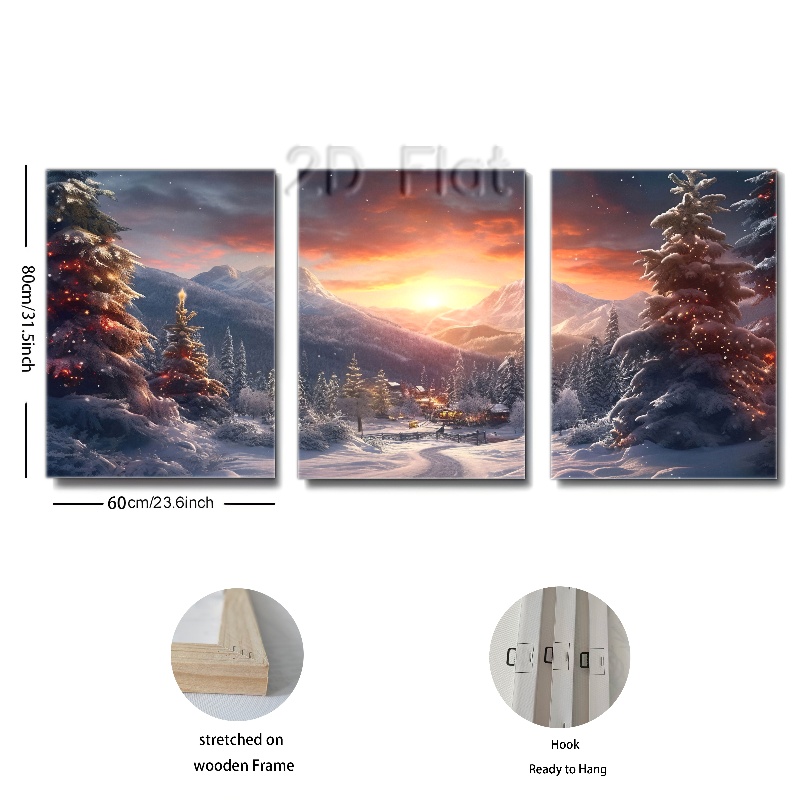 2D Flat
80cm/31.5inch
60cm/23.6inch
stretched on
wooden Frame
Hook
Ready to Hang